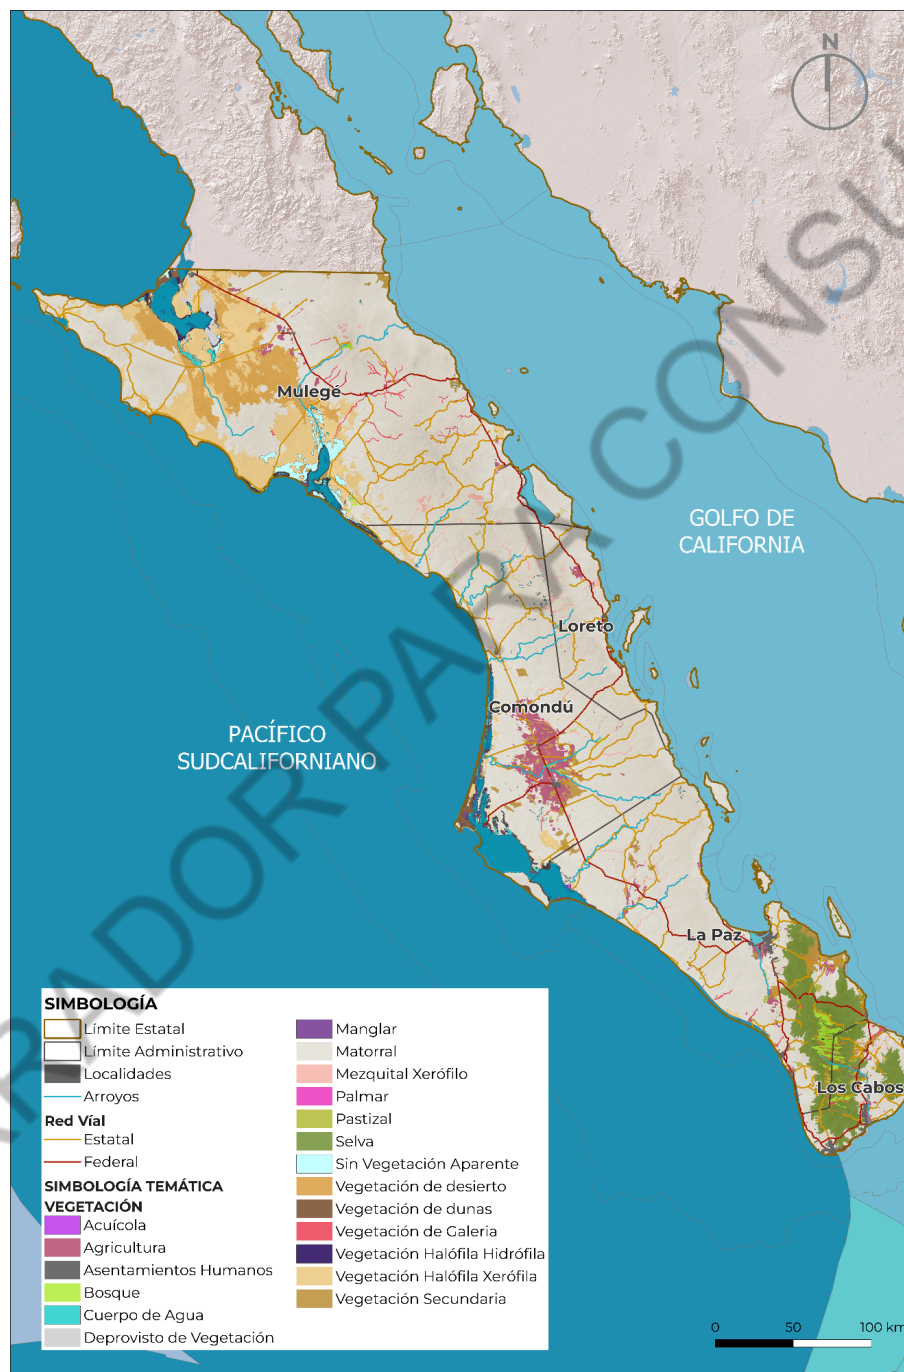 N
RRADOR PARA CONSU
Mulegé
GOLFO DE
CALIFORNIA
Loreto
Comondú
PACÍFICO
SUDCALIFORNIANO
La Paz
Los Cabos
SIMBOLOGÍA
Límite Estatal
Límite Administrativo
Localidades
Arroyos
Red Víal
Estatal
Federal
SIMBOLOGÍA TEMÁTICA
VEGETACIÓN
Acuícola
Agricultura
Asentamientos Humanos
Bosque
Cuerpo de Agua
Deprovisto de Vegetación
Manglar
Matorral
Mezquital Xerófilo
Palmar
Pastizal
Selva
Sin Vegetación Aparente
Vegetación de desierto
Vegetación de dunas
Vegetación de Galeria
Vegetación Halófila Hidrófila
Vegetación Halófila Xerófila
Vegetación Secundaria
0 50 100 km